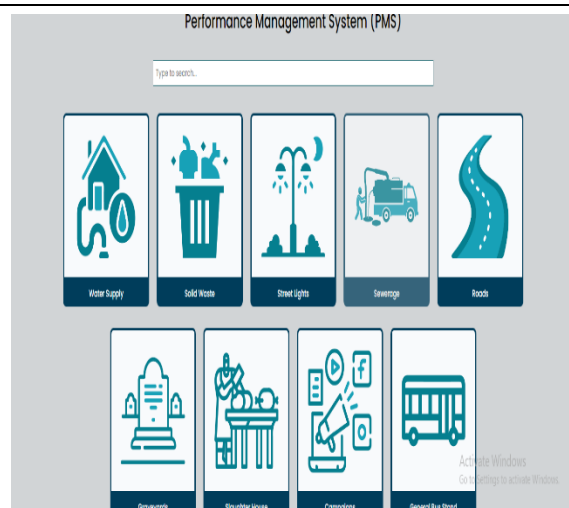 Performance Management System (PMS)
Type to search..
Water Supply
Solid Waste
Street Lights
Sewerage
Roads
Graveyards
Slaughter House
Campaigns
General Bus Stand
Activate Windows
Go to Settings to activate Windows.